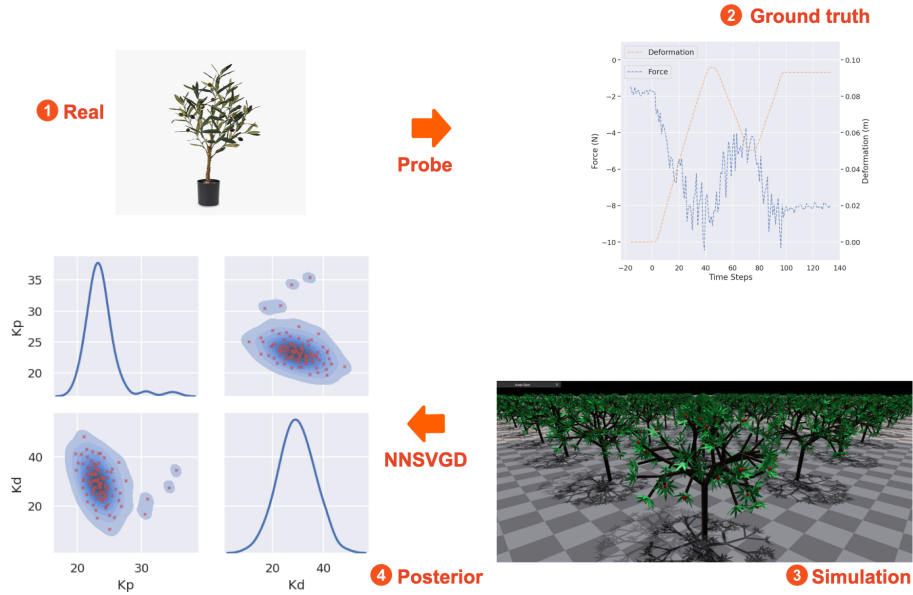 2 Ground truth
1 Real
Probe
Deformation
Force
0
−2
−4
−6
−8
−10
Force (N)
0.10
0.08
0.06
0.04
0.02
0.00
Deformation (m)
−20 0 20 40 60 80 100 120 140
Time Steps
35
30
25
20
Kp
40
30
20
Kd
20 30
Kp
20 40
Kd
NNSVGD
4 Posterior
3 Simulation